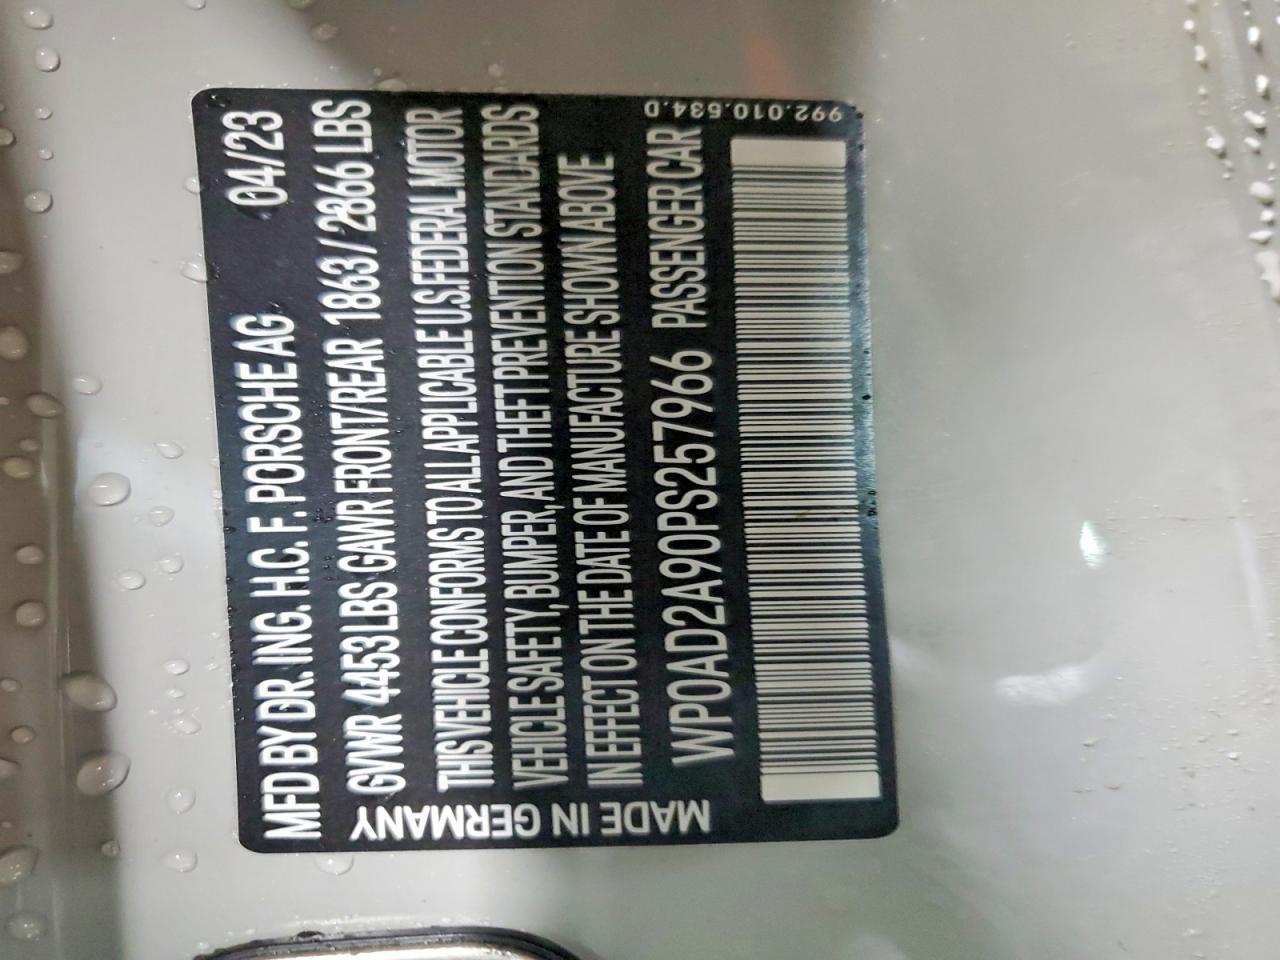 MFD BY DR. ING. H.C. F. PORSCHE AG 04/23
GVWR 4453 LBS GAWR FRONT/REAR 1863 / 2866 LBS
THIS VEHICLE CONFORMS TO ALL APPLICABLE U.S. FEDERAL MOTOR
VEHICLE SAFETY, BUMPER, AND THEFT PREVENTION STANDARDS
IN EFFECT ON THE DATE OF MANUFACTURE SHOWN ABOVE
WP0AD2A90PS257966 PASSENGER CAR
MADE IN GERMANY
992.010.534.D